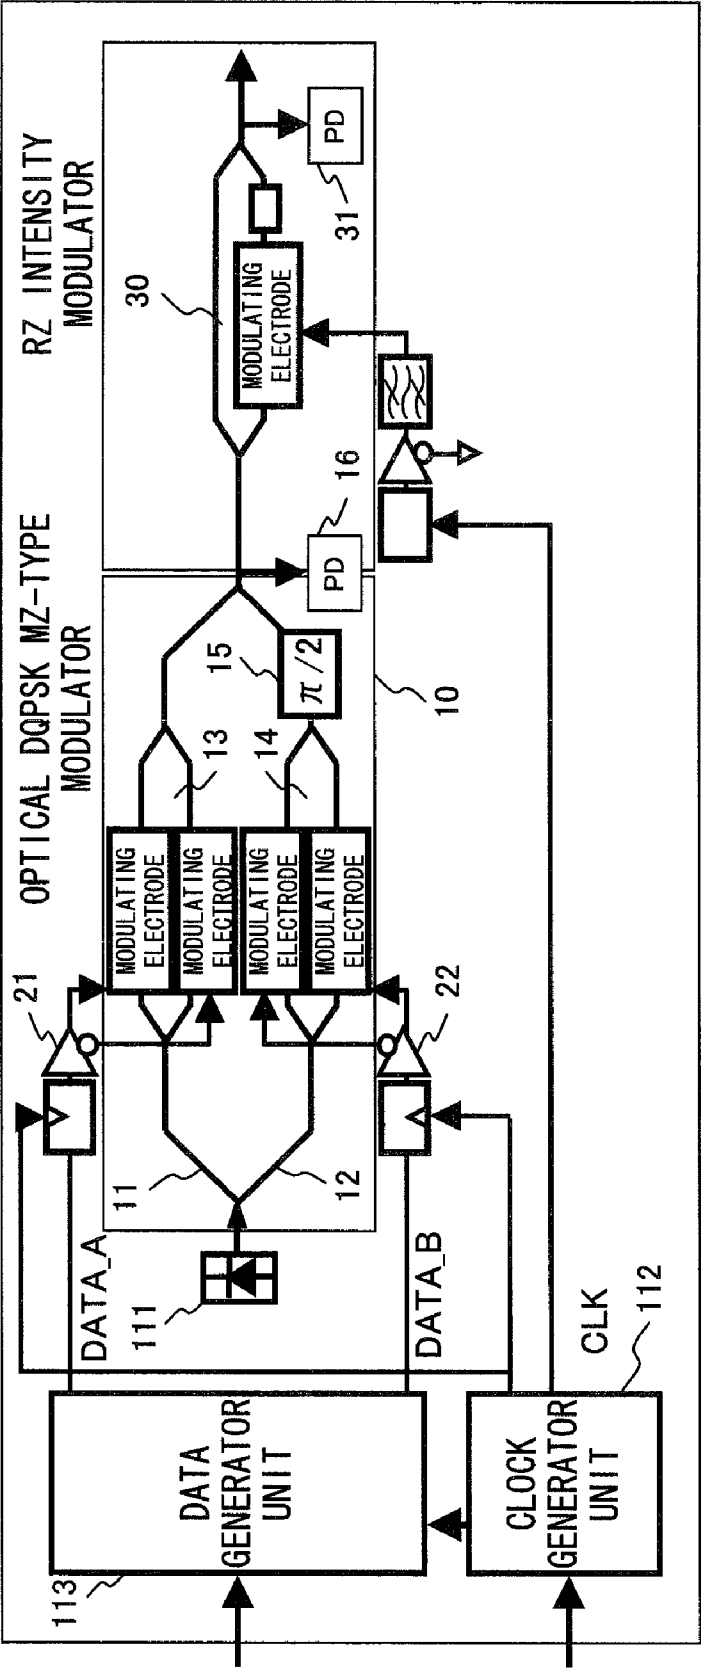 OPTICAL DQPSK MZ-TYPE
MODULATOR
RZ INTENSITY
MODULATOR
113
DATA
GENERATOR
UNIT
CLOCK
GENERATOR
UNIT
112
CLK
DATA_A
DATA_B
111
11
12
21
22
MODULATING
ELECTRODE
MODULATING
ELECTRODE
MODULATING
ELECTRODE
MODULATING
ELECTRODE
13
14
15
π/2
10
PD
16
30
MODULATING
ELECTRODE
PD
31